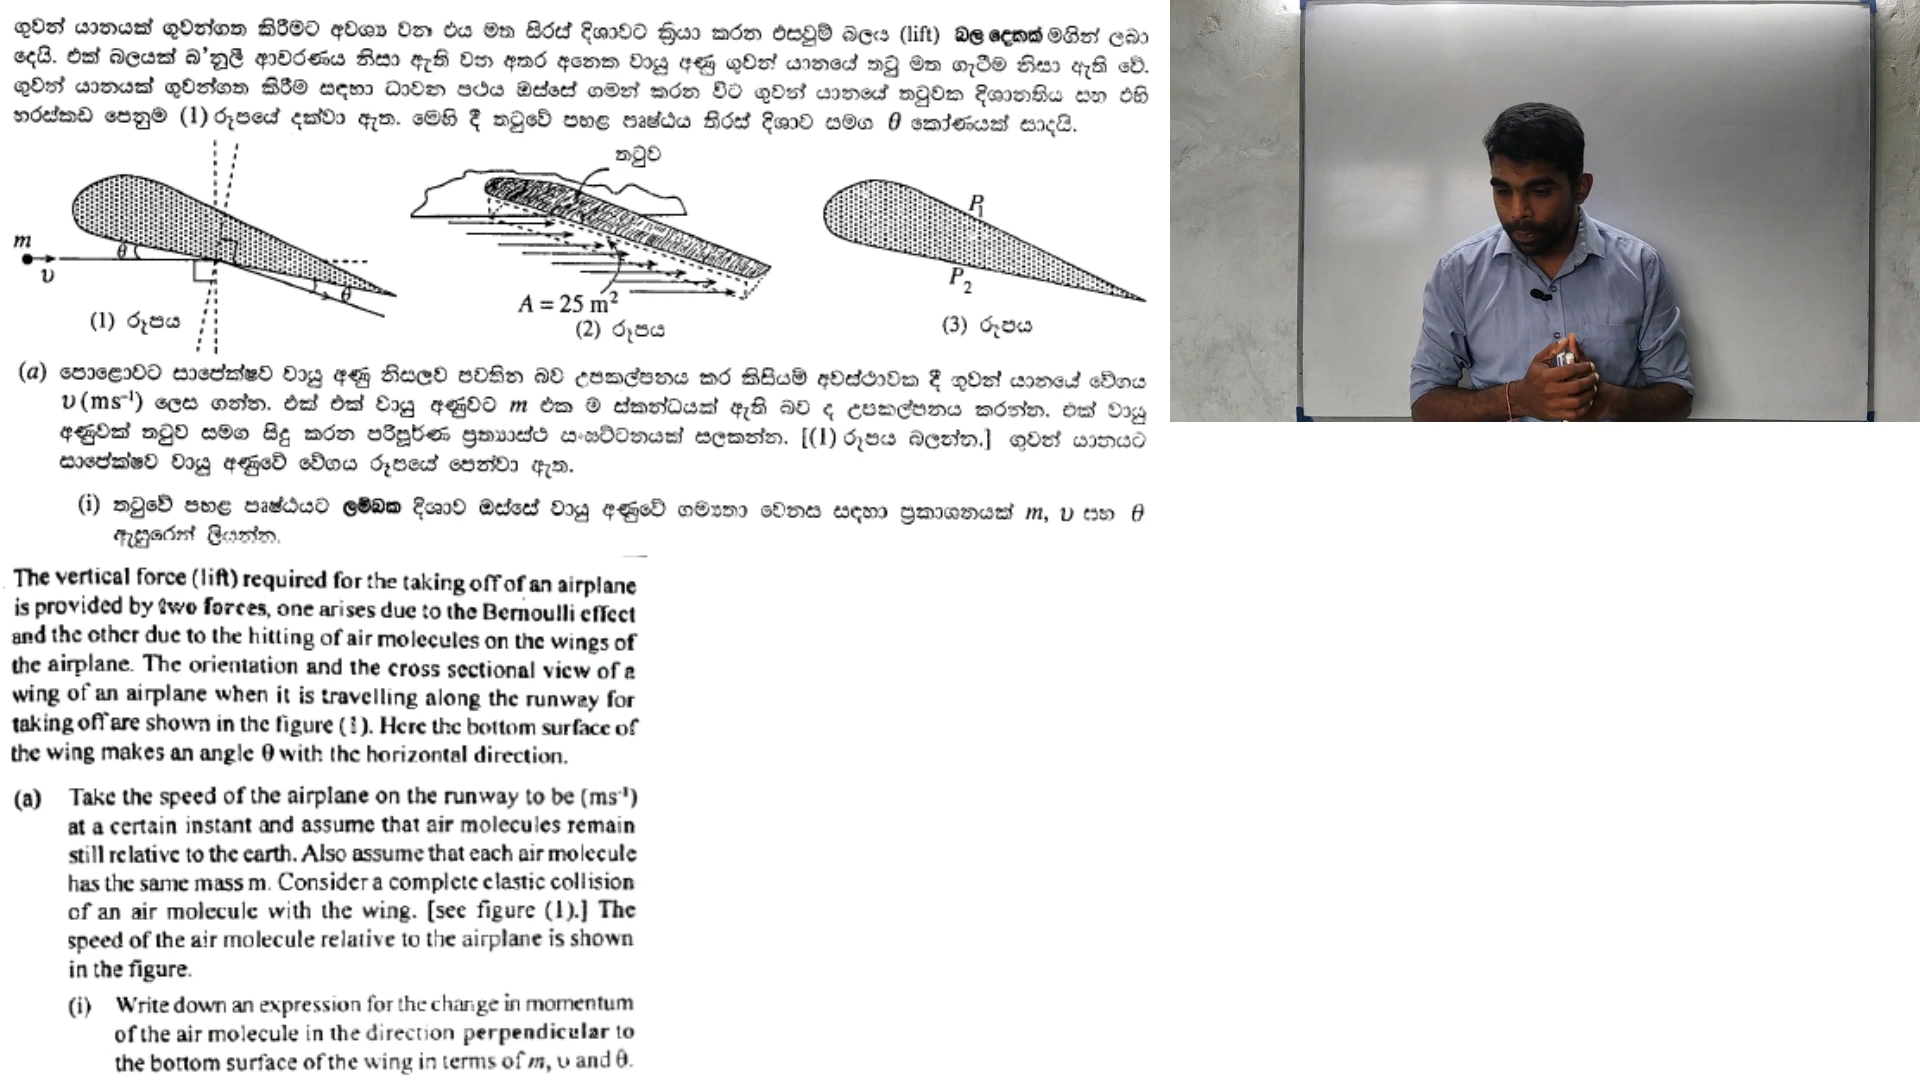 ගුවන් යානයක් ගුවන්ගත කිරීමට අවශ්‍ය වන එය මත සිරස් දිශාවට ක්‍රියා කරන එසවුම් බලය (lift) බල දෙකක් මගින් ලබා
දෙයි. එක් බලයක් බ'නූලී ආවරණය නිසා ඇති වන අතර අනෙක වායු අණු ගුවන් යානයේ තටු මත ගැටීම නිසා ඇති වේ.
ගුවන් යානයක් ගුවන්ගත කිරීම සඳහා ධාවන පථය ඔස්සේ ගමන් කරන විට ගුවන් යානයේ තටුවක දිශානතිය සහ එහි
හරස්කඩ පෙනුම (1) රූපයේ දක්වා ඇත. මෙහි දී තටුවේ පහළ පෘෂ්ඨය තිරස් දිශාව සමග θ කෝණයක් සාදයි.
තටුව
m
υ
θ
θ
A = 25 m²
P₁
P₂
(1) රූපය
(2) රූපය
(3) රූපය
(a) පොළොවට සාපේක්ෂව වායු අණු නිසලව පවතින බව උපකල්පනය කර කිසියම් අවස්ථාවක දී ගුවන් යානයේ වේගය
υ (ms⁻¹) ලෙස ගන්න. එක් එක් වායු අණුවට m එක ම ස්කන්ධයක් ඇති බව ද උපකල්පනය කරන්න. එක් වායු
අණුවක් තටුව සමග සිදු කරන පරිපූර්ණ ප්‍රත්‍යාස්ථ සංඝට්ටනයක් සලකන්න. [(1) රූපය බලන්න.] ගුවන් යානයට
සාපේක්ෂව වායු අණුවේ වේගය රූපයේ පෙන්වා ඇත.
(i) තටුවේ පහළ පෘෂ්ඨයට ලම්බක දිශාව ඔස්සේ වායු අණුවේ ගම්‍යතා වෙනස සඳහා ප්‍රකාශනයක් m, υ සහ θ
ඇසුරෙන් ලියන්න.
The vertical force (lift) required for the taking off of an airplane
is provided by two forces, one arises due to the Bernoulli effect
and the other due to the hitting of air molecules on the wings of
the airplane. The orientation and the cross sectional view of a
wing of an airplane when it is travelling along the runway for
taking off are shown in the figure (1). Here the bottom surface of
the wing makes an angle θ with the horizontal direction.
(a) Take the speed of the airplane on the runway to be (ms⁻¹)
at a certain instant and assume that air molecules remain
still relative to the earth. Also assume that each air molecule
has the same mass m. Consider a complete elastic collision
of an air molecule with the wing. [see figure (1).] The
speed of the air molecule relative to the airplane is shown
in the figure.
(i) Write down an expression for the change in momentum
of the air molecule in the direction perpendicular to
the bottom surface of the wing in terms of m, υ and θ.